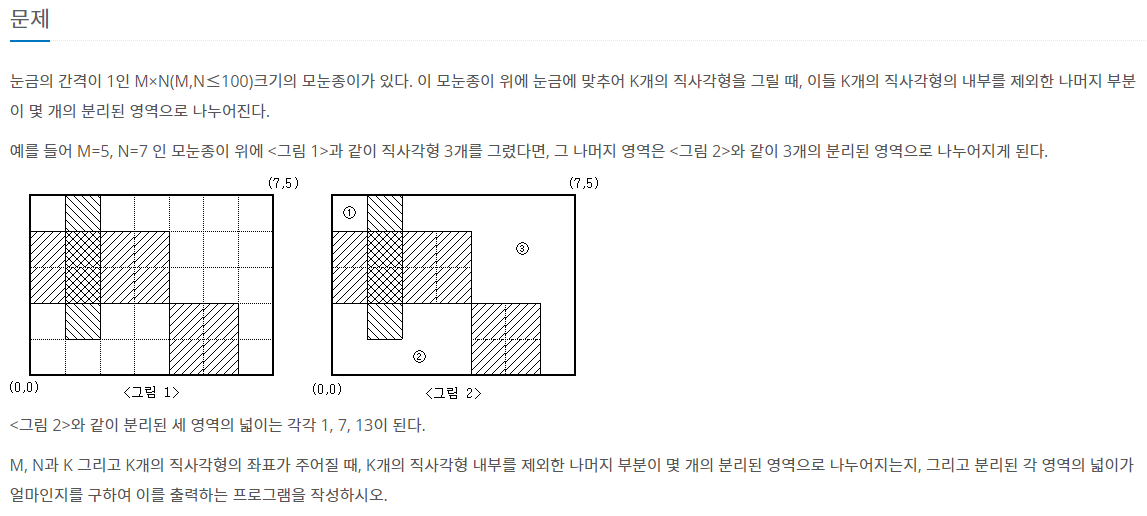 문제
눈금의 간격이 1인 M×N(M,N≤100)크기의 모눈종이가 있다. 이 모눈종이 위에 눈금에 맞추어 K개의 직사각형을 그릴 때, 이들 K개의 직사각형의 내부를 제외한 나머지 부분
이 몇 개의 분리된 영역으로 나누어진다.
예를 들어 M=5, N=7 인 모눈종이 위에 <그림 1>과 같이 직사각형 3개를 그렸다면, 그 나머지 영역은 <그림 2>와 같이 3개의 분리된 영역으로 나누어지게 된다.
(7,5)
(0,0)
<그림 1>
(7,5)
①
③
②
(0,0)
<그림 2>
<그림 2>와 같이 분리된 세 영역의 넓이는 각각 1, 7, 13이 된다.
M, N과 K 그리고 K개의 직사각형의 좌표가 주어질 때, K개의 직사각형 내부를 제외한 나머지 부분이 몇 개의 분리된 영역으로 나누어지는지, 그리고 분리된 각 영역의 넓이가
얼마인지를 구하여 이를 출력하는 프로그램을 작성하시오.